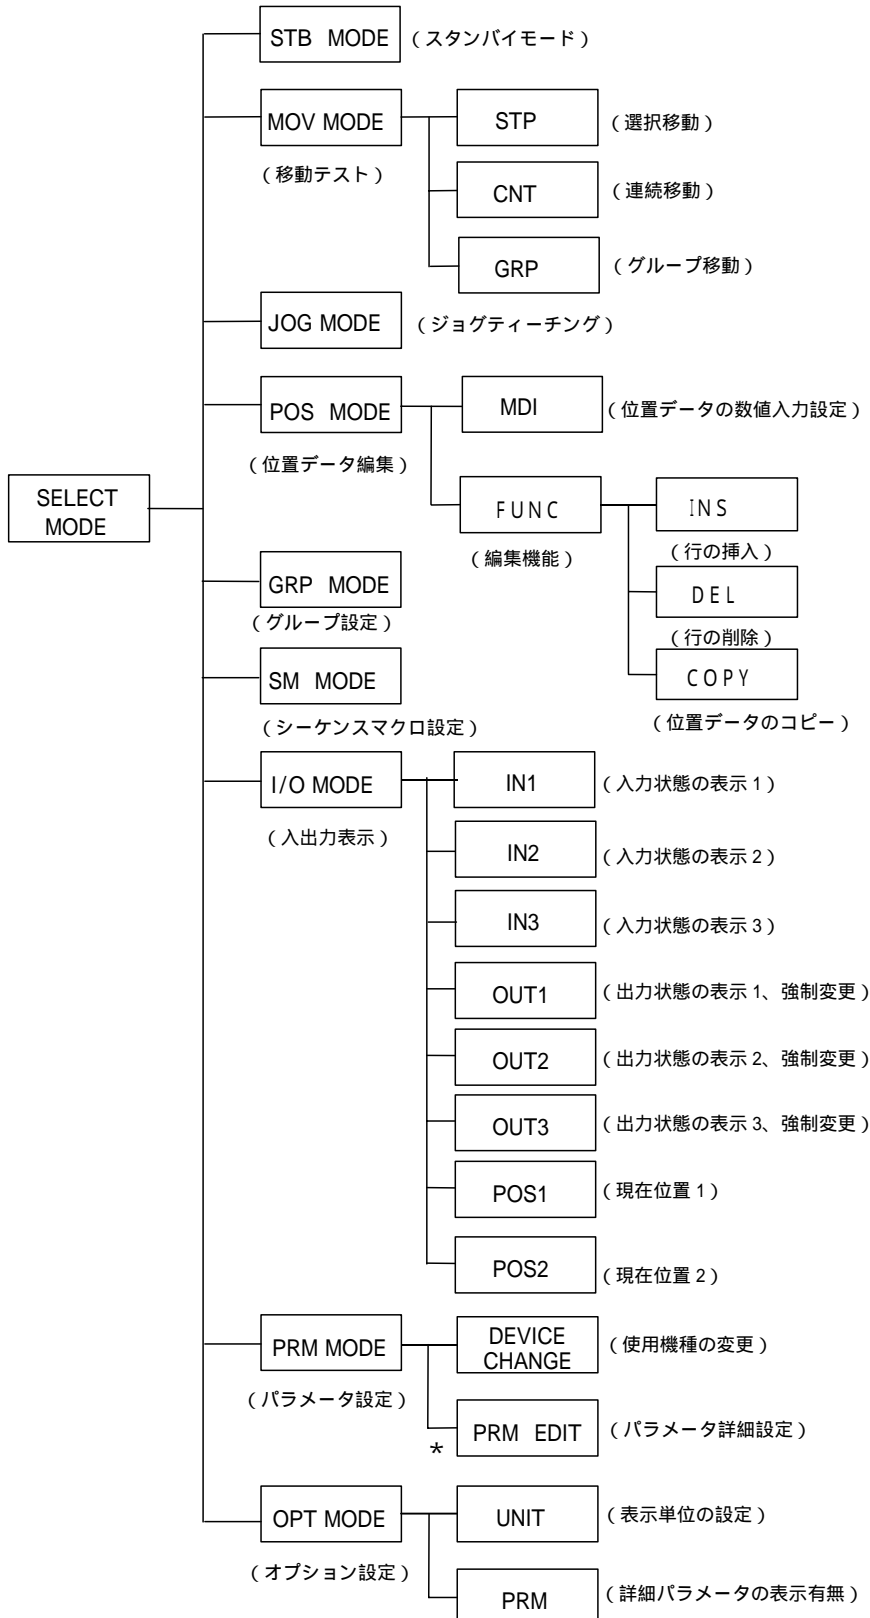 STB MODE (スタンバイモード)
MOV MODE
(移動テスト)
STP (選択移動)
CNT (連続移動)
GRP (グループ移動)
JOG MODE (ジョグティーチング)
POS MODE
(位置データ編集)
MDI (位置データの数値入力設定)
SELECT
MODE
FUNC
(編集機能)
INS
(行の挿入)
DEL
(行の削除)
COPY
(位置データのコピー)
GRP MODE
(グループ設定)
SM MODE
(シーケンスマクロ設定)
I/O MODE
(入出力表示)
IN1 (入力状態の表示1)
IN2 (入力状態の表示2)
IN3 (入力状態の表示3)
OUT1 (出力状態の表示1、強制変更)
OUT2 (出力状態の表示2、強制変更)
OUT3 (出力状態の表示3、強制変更)
POS1 (現在位置1)
POS2 (現在位置2)
PRM MODE
(パラメータ設定)
DEVICE
CHANGE (使用機種の変更)
* PRM EDIT (パラメータ詳細設定)
OPT MODE
(オプション設定)
UNIT (表示単位の設定)
PRM (詳細パラメータの表示有無)